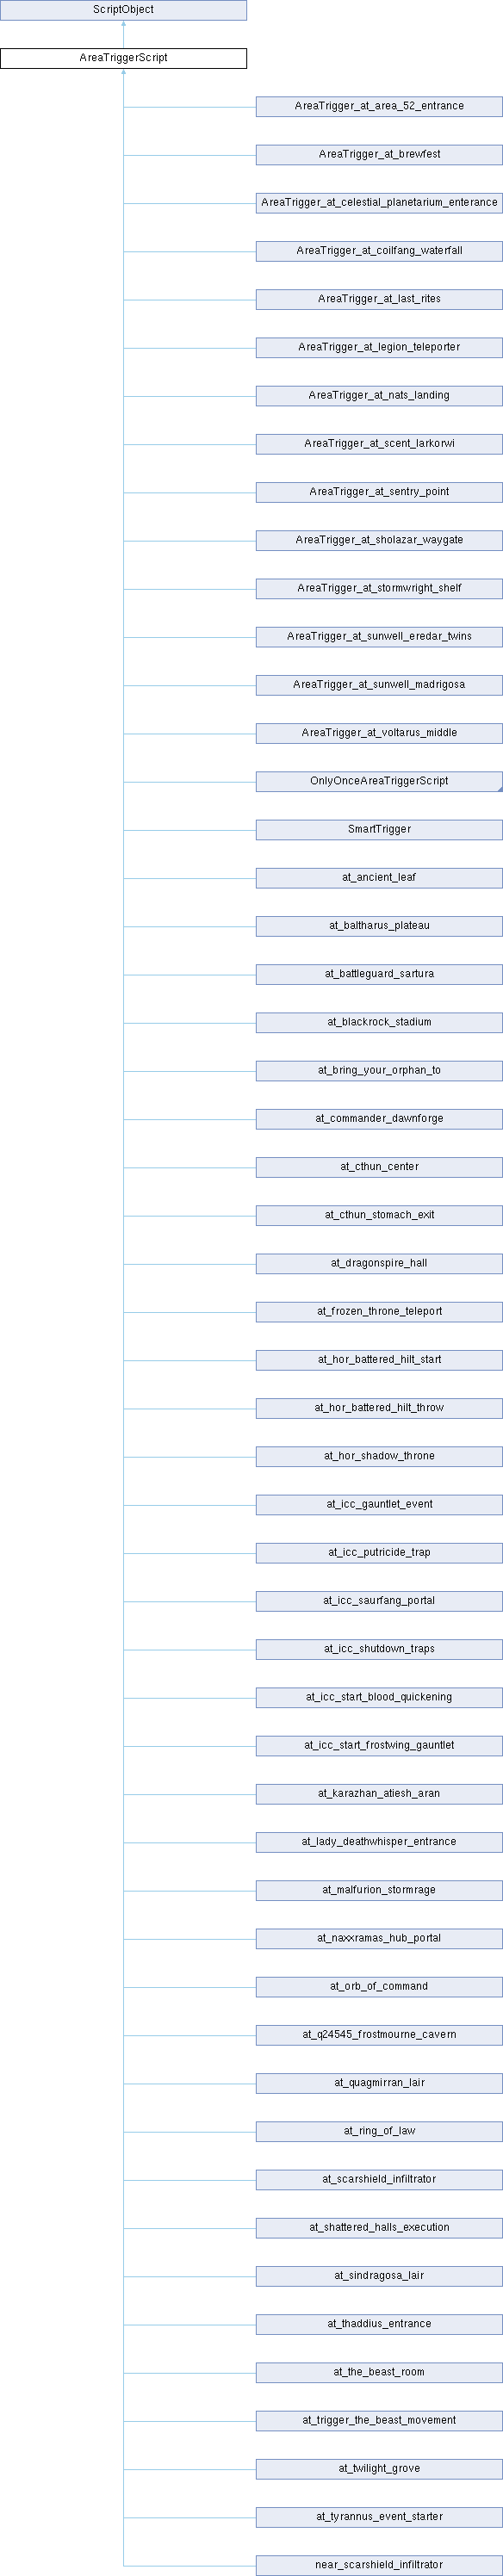 ScriptObject
AreaTriggerScript
AreaTrigger_at_area_52_entrance
AreaTrigger_at_brewfest
AreaTrigger_at_celestial_planetarium_enterance
AreaTrigger_at_coilfang_waterfall
AreaTrigger_at_last_rites
AreaTrigger_at_legion_teleporter
AreaTrigger_at_nats_landing
AreaTrigger_at_scent_larkorwi
AreaTrigger_at_sentry_point
AreaTrigger_at_sholazar_waygate
AreaTrigger_at_stormwright_shelf
AreaTrigger_at_sunwell_eredar_twins
AreaTrigger_at_sunwell_madrigosa
AreaTrigger_at_voltarus_middle
OnlyOnceAreaTriggerScript
SmartTrigger
at_ancient_leaf
at_baltharus_plateau
at_battleguard_sartura
at_blackrock_stadium
at_bring_your_orphan_to
at_commander_dawnforge
at_cthun_center
at_cthun_stomach_exit
at_dragonspire_hall
at_frozen_throne_teleport
at_hor_battered_hilt_start
at_hor_battered_hilt_throw
at_hor_shadow_throne
at_icc_gauntlet_event
at_icc_putricide_trap
at_icc_saurfang_portal
at_icc_shutdown_traps
at_icc_start_blood_quickening
at_icc_start_frostwing_gauntlet
at_karazhan_atiesh_aran
at_lady_deathwhisper_entrance
at_malfurion_stormrage
at_naxxramas_hub_portal
at_orb_of_command
at_q24545_frostmourne_cavern
at_quagmirran_lair
at_ring_of_law
at_scarshield_infiltrator
at_shattered_halls_execution
at_sindragosa_lair
at_thaddius_entrance
at_the_beast_room
at_trigger_the_beast_movement
at_twilight_grove
at_tyrannus_event_starter
near_scarshield_infiltrator